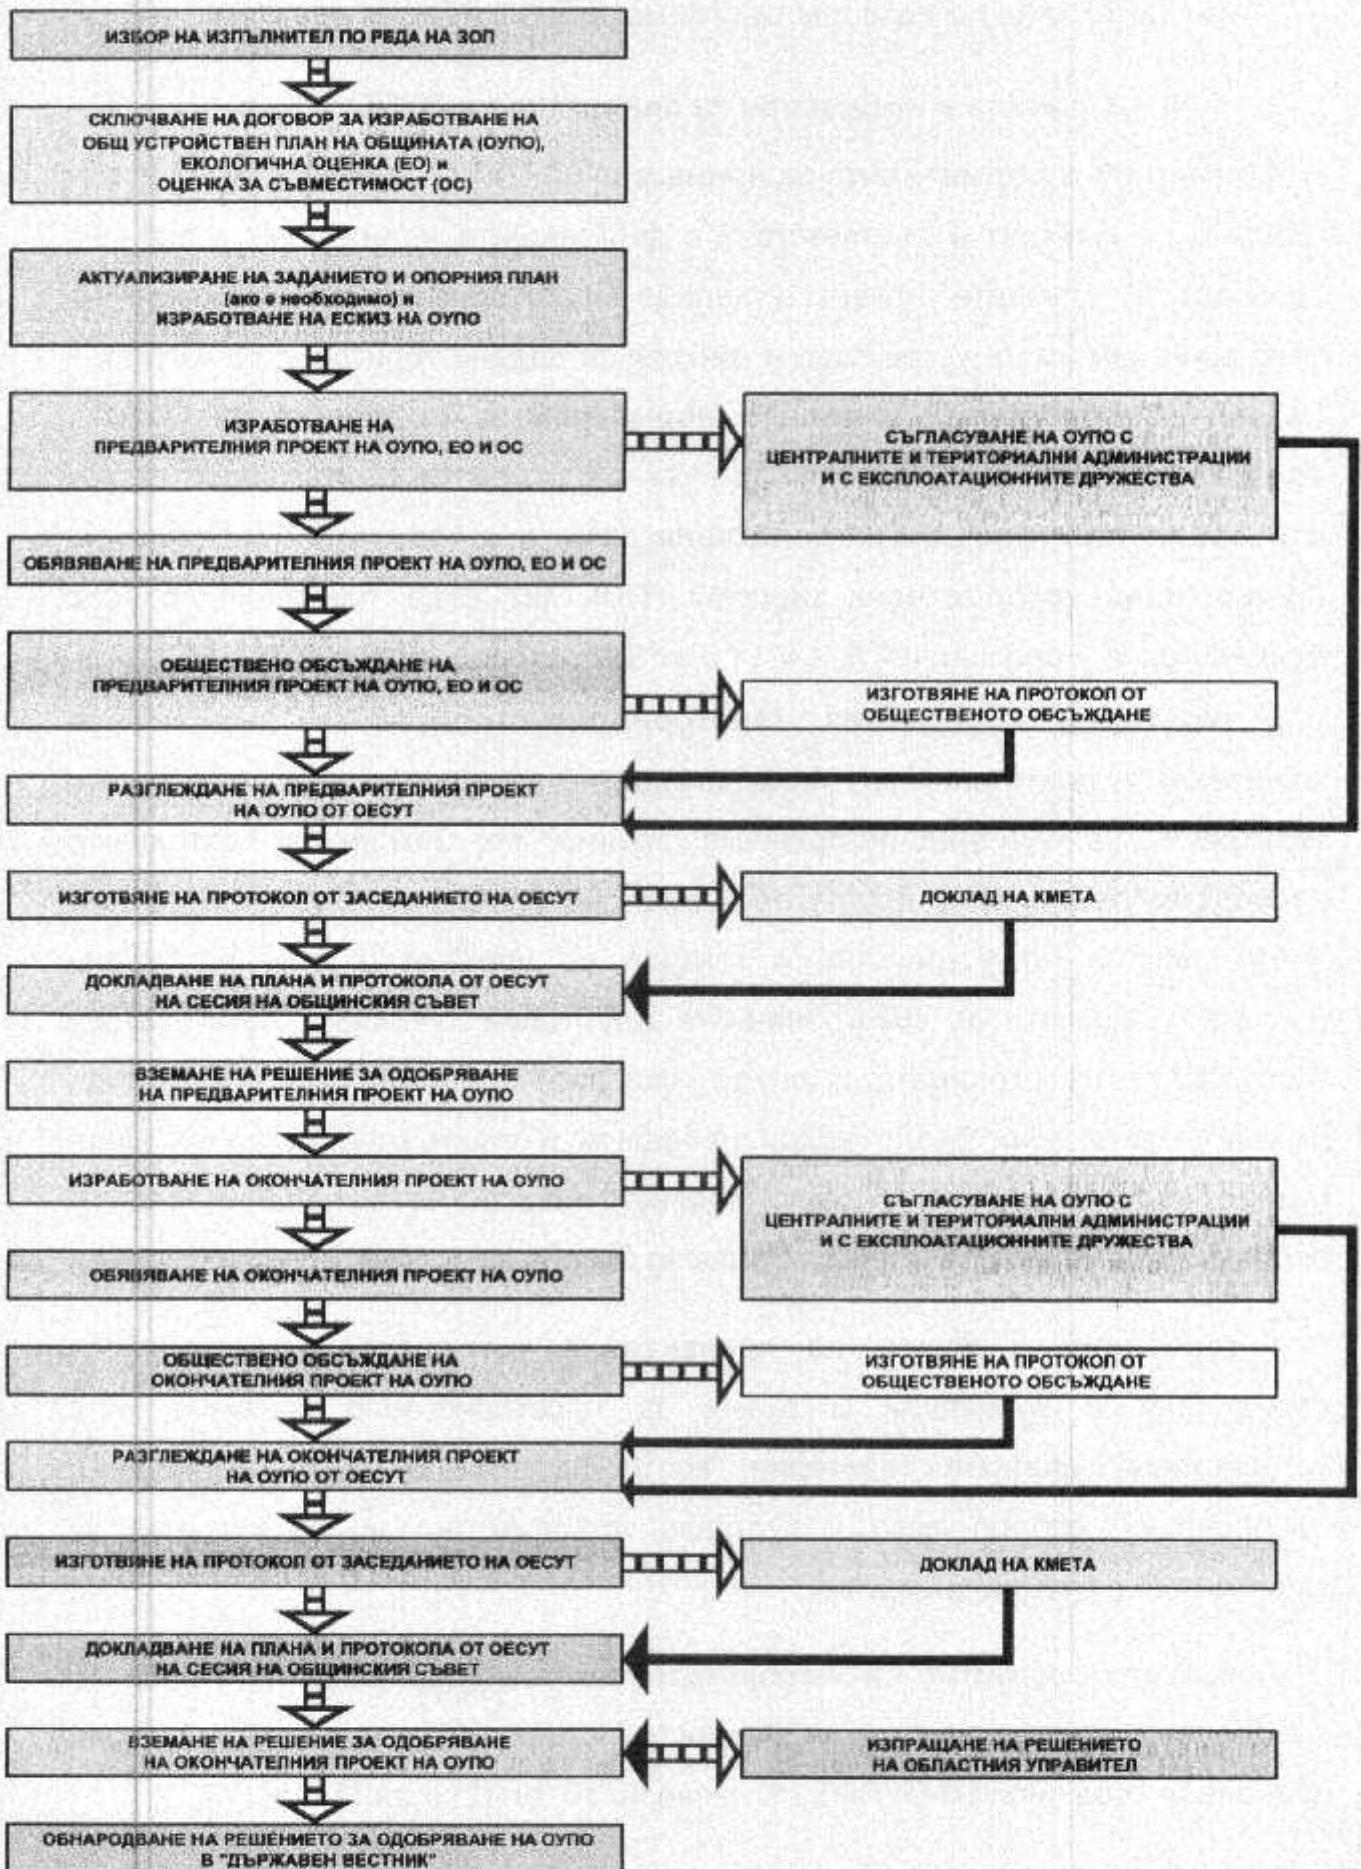 ИЗБОР НА ИЗПЪЛНИТЕЛ ПО РЕДА НА ЗОП
СКЛЮЧВАНЕ НА ДОГОВОР ЗА ИЗРАБОТВАНЕ НА
ОБЩ УСТРОЙСТВЕН ПЛАН НА ОБЩИНАТА (ОУПО),
ЕКОЛОГИЧНА ОЦЕНКА (ЕО) и
ОЦЕНКА ЗА СЪВМЕСТИМОСТ (ОС)
АКТУАЛИЗИРАНЕ НА ЗАДАНИЕТО И ОПОРНИЯ ПЛАН
(ако е необходимо) и
ИЗРАБОТВАНЕ НА ЕСКИЗ НА ОУПО
ИЗРАБОТВАНЕ НА
ПРЕДВАРИТЕЛНИЯ ПРОЕКТ НА ОУПО, ЕО И ОС
СЪГЛАСУВАНЕ НА ОУПО С
ЦЕНТРАЛНИТЕ И ТЕРИТОРИАЛНИ АДМИНИСТРАЦИИ
И С ЕКСПЛОАТАЦИОННИТЕ ДРУЖЕСТВА
ОБЯВЯВАНЕ НА ПРЕДВАРИТЕЛНИЯ ПРОЕКТ НА ОУПО, ЕО И ОС
ОБЩЕСТВЕНО ОБСЪЖДАНЕ НА
ПРЕДВАРИТЕЛНИЯ ПРОЕКТ НА ОУПО, ЕО И ОС
ИЗГОТВЯНЕ НА ПРОТОКОЛ ОТ
ОБЩЕСТВЕНОТО ОБСЪЖДАНЕ
РАЗГЛЕЖДАНЕ НА ПРЕДВАРИТЕЛНИЯ ПРОЕКТ
НА ОУПО ОТ ОЕСУТ
ИЗГОТВЯНЕ НА ПРОТОКОЛ ОТ ЗАСЕДАНИЕТО НА ОЕСУТ
ДОКЛАД НА КМЕТА
ДОКЛАДВАНЕ НА ПЛАНА И ПРОТОКОЛА ОТ ОЕСУТ
НА СЕСИЯ НА ОБЩИНСКИЯ СЪВЕТ
ВЗЕМАНЕ НА РЕШЕНИЕ ЗА ОДОБРЯВАНЕ
НА ПРЕДВАРИТЕЛНИЯ ПРОЕКТ НА ОУПО
ИЗРАБОТВАНЕ НА ОКОНЧАТЕЛНИЯ ПРОЕКТ НА ОУПО
СЪГЛАСУВАНЕ НА ОУПО С
ЦЕНТРАЛНИТЕ И ТЕРИТОРИАЛНИ АДМИНИСТРАЦИИ
И С ЕКСПЛОАТАЦИОННИТЕ ДРУЖЕСТВА
ОБЯВЯВАНЕ НА ОКОНЧАТЕЛНИЯ ПРОЕКТ НА ОУПО
ОБЩЕСТВЕНО ОБСЪЖДАНЕ НА
ОКОНЧАТЕЛНИЯ ПРОЕКТ НА ОУПО
ИЗГОТВЯНЕ НА ПРОТОКОЛ ОТ
ОБЩЕСТВЕНОТО ОБСЪЖДАНЕ
РАЗГЛЕЖДАНЕ НА ОКОНЧАТЕЛНИЯ ПРОЕКТ
НА ОУПО ОТ ОЕСУТ
ИЗГОТВЯНЕ НА ПРОТОКОЛ ОТ ЗАСЕДАНИЕТО НА ОЕСУТ
ДОКЛАД НА КМЕТА
ДОКЛАДВАНЕ НА ПЛАНА И ПРОТОКОЛА ОТ ОЕСУТ
НА СЕСИЯ НА ОБЩИНСКИЯ СЪВЕТ
ВЗЕМАНЕ НА РЕШЕНИЕ ЗА ОДОБРЯВАНЕ
НА ОКОНЧАТЕЛНИЯ ПРОЕКТ НА ОУПО
ИЗПРАЩАНЕ НА РЕШЕНИЕТО
НА ОБЛАСТНИЯ УПРАВИТЕЛ
ОБНАРОДВАНЕ НА РЕШЕНИЕТО ЗА ОДОБРЯВАНЕ НА ОУПО
В "ДЪРЖАВЕН ВЕСТНИК"